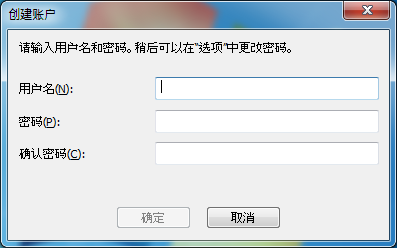 创建账户
请输入用户名和密码。稍后可以在"选项"中更改密码。
用户名(N):
密码(P):
确认密码(C):
确定 取消